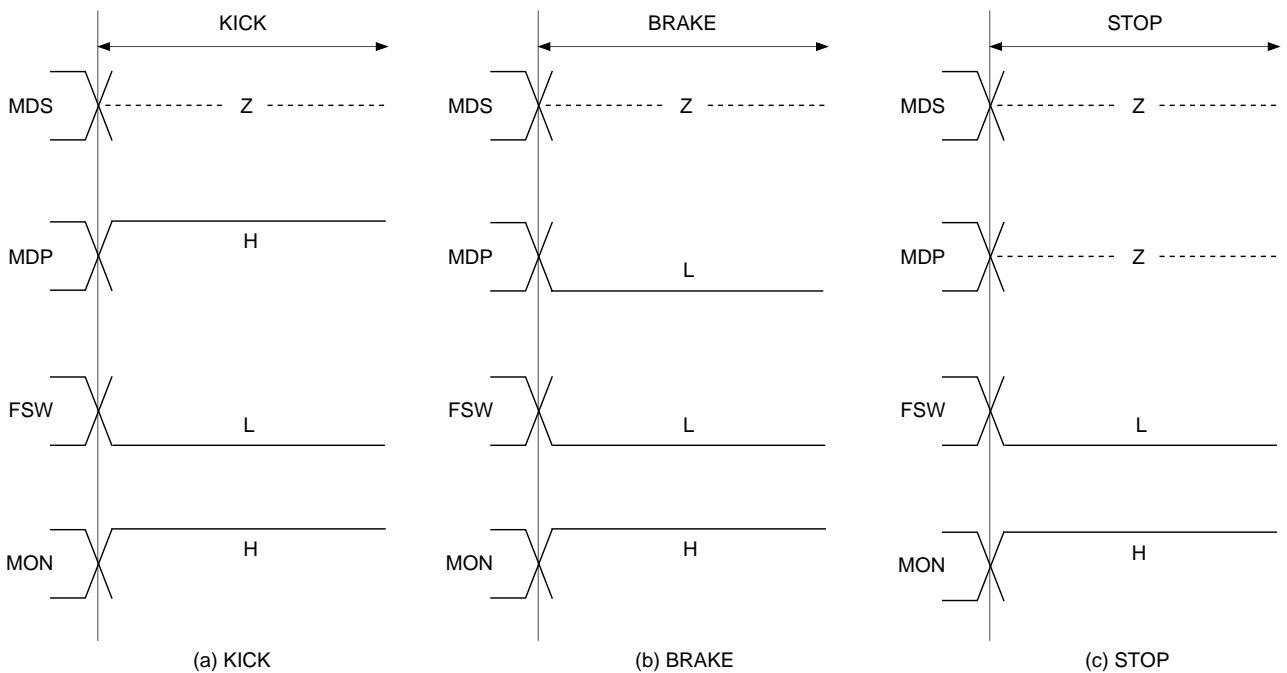 KICK BRAKE STOP
MDS Z MDS Z MDS Z
MDP H MDP L MDP Z
FSW L FSW L FSW L
MON H MON H MON H
(a) KICK (b) BRAKE (c) STOP